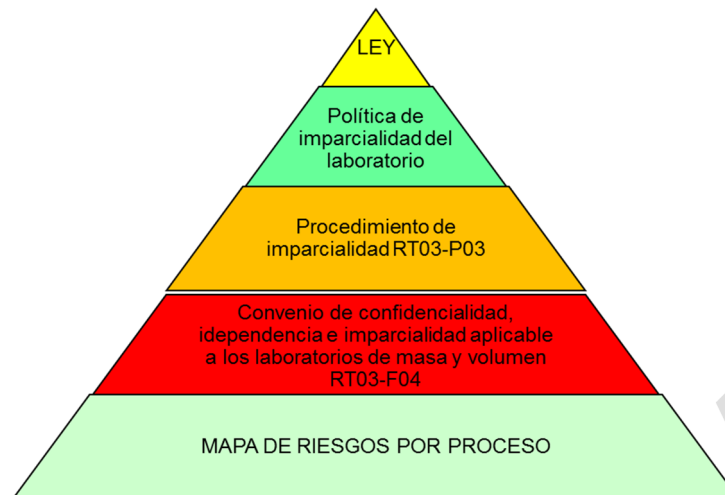 LEY
Política de
imparcialidad del
laboratorio
Procedimiento de
imparcialidad RT03-P03
Convenio de confidencialidad,
idependencia e imparcialidad aplicable
a los laboratorios de masa y volumen
RT03-F04
MAPA DE RIESGOS POR PROCESO